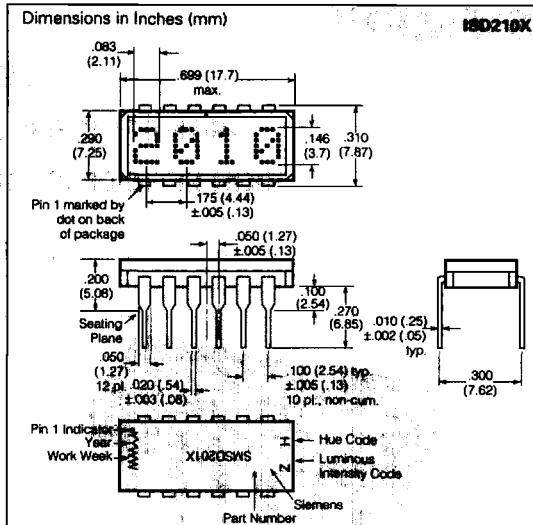 Dimensions in Inches (mm)
ISD210X
.083
(2.11)
.699 (17.7)
max.
.290
(7.25)
2010
.146
(3.7)
.310
(7.87)
Pin 1 marked by
dot on back
of package
.175 (4.44)
±.005 (.13)
.050 (1.27)
±.005 (.13)
.200
(5.08)
.100
(2.54)
.270
(6.85)
Seating
Plane
.010 (.25)
±.002 (.05)
typ.
.050
(1.27)
12 pl.
.020 (.54)
±.003 (.08)
.100 (2.54) typ.
±.005 (.13)
10 pl., non-cum.
.300
(7.62)
Pin 1 Indicator
Year
Work Week
SMSD201X
H
Z
Hue Code
Luminous
Intensity Code
Siemens
Part Number